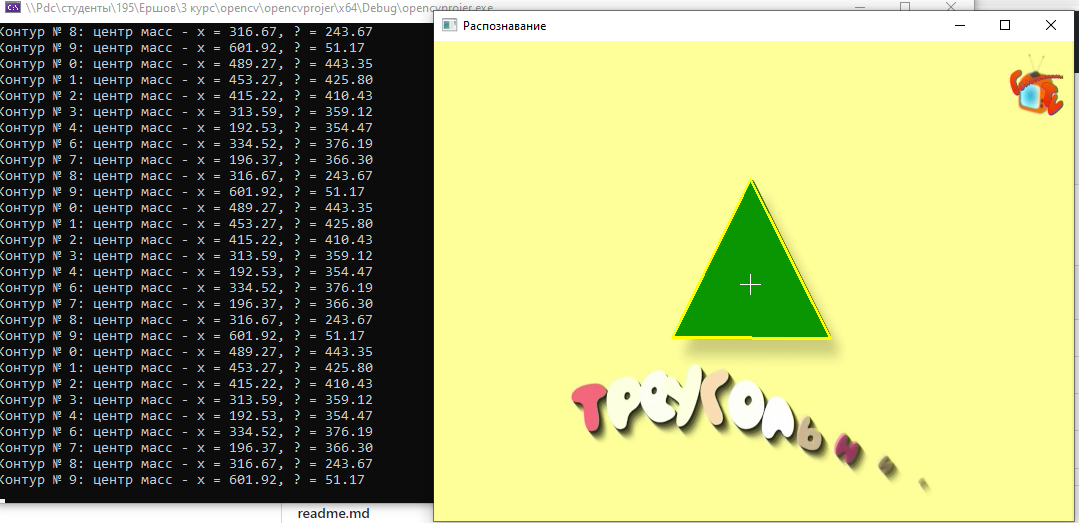 \\Pdc\студенты\195\Ершов\3 курс\opencv\opencvprojer\x64\Debug\opencvprojer.exe
Контур № 8: центр масс - x = 316.67, ? = 243.67
Контур № 9: центр масс - x = 601.92, ? = 51.17
Контур № 0: центр масс - x = 489.27, ? = 443.35
Контур № 1: центр масс - x = 453.27, ? = 425.80
Контур № 2: центр масс - x = 415.22, ? = 410.43
Контур № 3: центр масс - x = 313.59, ? = 359.12
Контур № 4: центр масс - x = 192.53, ? = 354.47
Контур № 6: центр масс - x = 334.52, ? = 376.19
Контур № 7: центр масс - x = 196.37, ? = 366.30
Контур № 8: центр масс - x = 316.67, ? = 243.67
Контур № 9: центр масс - x = 601.92, ? = 51.17
Контур № 0: центр масс - x = 489.27, ? = 443.35
Контур № 1: центр масс - x = 453.27, ? = 425.80
Контур № 2: центр масс - x = 415.22, ? = 410.43
Контур № 3: центр масс - x = 313.59, ? = 359.12
Контур № 4: центр масс - x = 192.53, ? = 354.47
Контур № 6: центр масс - x = 334.52, ? = 376.19
Контур № 7: центр масс - x = 196.37, ? = 366.30
Контур № 8: центр масс - x = 316.67, ? = 243.67
Контур № 9: центр масс - x = 601.92, ? = 51.17
Контур № 0: центр масс - x = 489.27, ? = 443.35
Контур № 1: центр масс - x = 453.27, ? = 425.80
Контур № 2: центр масс - x = 415.22, ? = 410.43
Контур № 3: центр масс - x = 313.59, ? = 359.12
Контур № 4: центр масс - x = 192.53, ? = 354.47
Контур № 6: центр масс - x = 334.52, ? = 376.19
Контур № 7: центр масс - x = 196.37, ? = 366.30
Контур № 8: центр масс - x = 316.67, ? = 243.67
Контур № 9: центр масс - x = 601.92, ? = 51.17
readme.md
Распознавание
Треугольн